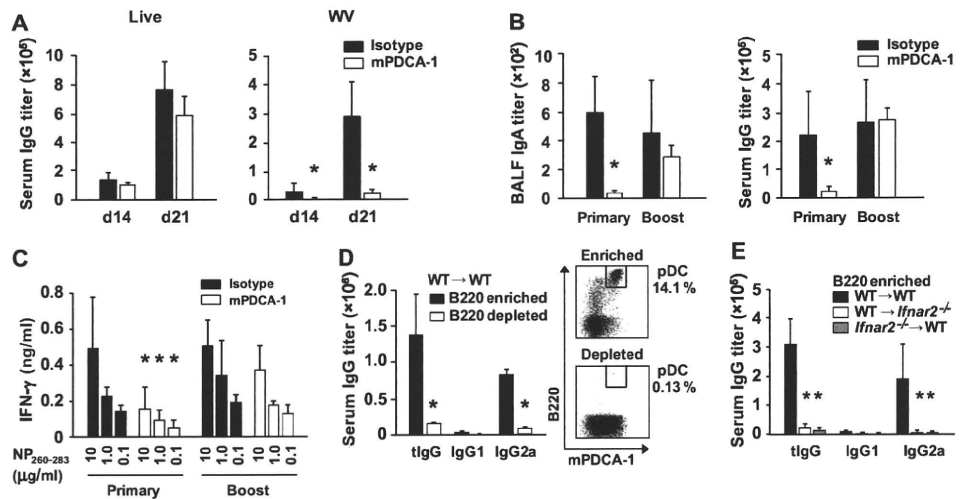 A
Live
WV
Serum IgG titer (×10⁶)
10
8
6
4
2
0
d14
d21
5
4
3
2
1
0
Isotype
mPDCA-1
*
*
d14
d21
B
BALF IgA titer (×10²)
10
8
6
4
2
0
*
Primary
Boost
Serum IgG titer (×10⁶)
6
5
4
3
2
1
0
Isotype
mPDCA-1
*
Primary
Boost
C
IFN-γ (ng/ml)
0.8
0.6
0.4
0.2
0
Isotype
mPDCA-1
* * *
NP260-283
(μg/ml)
10 1.0 0.1 10 1.0 0.1 10 1.0 0.1 10 1.0 0.1
Primary
Boost
D
WT→WT
B220 enriched
B220 depleted
Serum IgG titer (×10⁶)
2.0
1.5
1.0
0.5
0
*
*
tIgG
IgG1
IgG2a
Enriched
pDC
14.1 %
Depleted
pDC
0.13 %
B220
mPDCA-1
E
B220 enriched
WT→WT
WT→Ifnar2-/-
Ifnar2-/-→WT
Serum IgG titer (×10⁶)
5
4
3
2
1
0
**
**
tIgG
IgG1
IgG2a